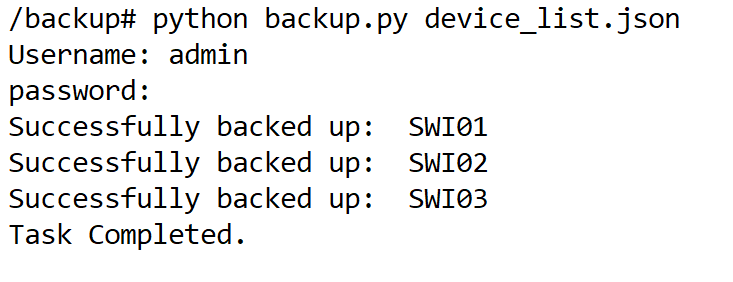 /backup# python backup.py device_list.json
Username: admin
password:
Successfully backed up:  SWI01
Successfully backed up:  SWI02
Successfully backed up:  SWI03
Task Completed.